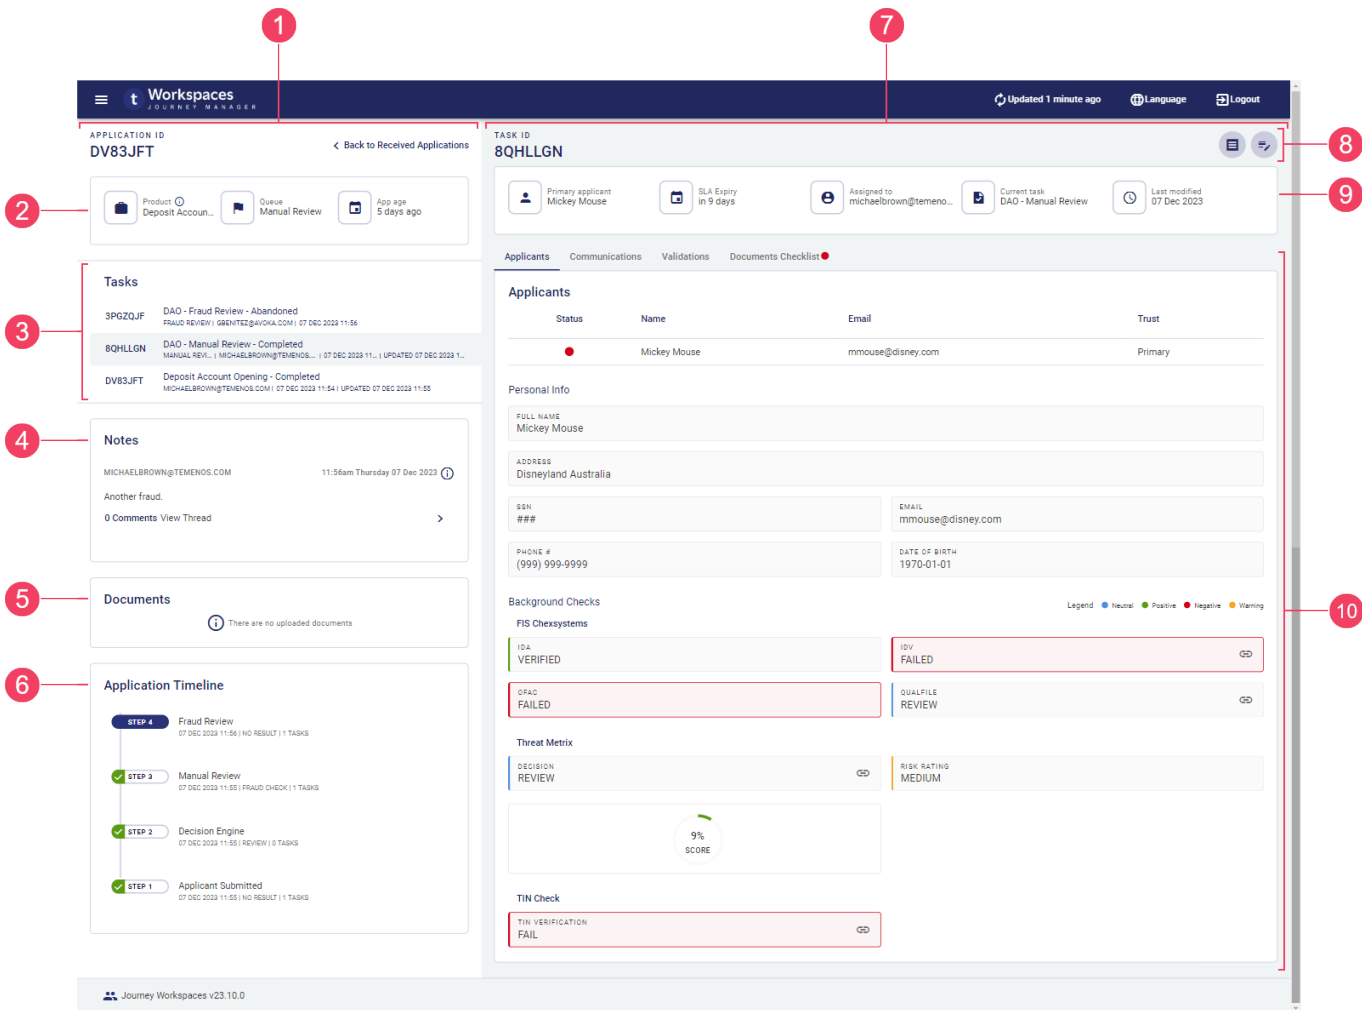 1
7
Workspaces
JOURNEY MANAGER
Updated 1 minute ago
Language
Logout
APPLICATION ID
DV83JFT
Back to Received Applications
TASK ID
8QHLLGN
8
2
Product
Deposit Accoun...
Queue
Manual Review
App age
5 days ago
Primary applicant
Mickey Mouse
SLA Expiry
in 9 days
Assigned to
michaelbrown@temeno...
Current task
DAO - Manual Review
Last modified
07 Dec 2023
9
3
Tasks
3PGZQJF
DAO - Fraud Review - Abandoned
FRAUD REVIEW | GBENITEZ@AVOKA.COM | 07 DEC 2023 11:56
8QHLLGN
DAO - Manual Review - Completed
MANUAL REVI... | MICHAELBROWN@TEMENOS.... | 07 DEC 2023 11... | UPDATED 07 DEC 2023 1...
DV83JFT
Deposit Account Opening - Completed
MICHAELBROWN@TEMENOS.COM | 07 DEC 2023 11:54 | UPDATED 07 DEC 2023 11:55
4
Notes
MICHAELBROWN@TEMENOS.COM
11:56am Thursday 07 Dec 2023
Another fraud.
0 Comments View Thread
5
Documents
There are no uploaded documents
6
Application Timeline
STEP 4
Fraud Review
07 DEC 2023 11:56 | NO RESULT | 1 TASKS
STEP 3
Manual Review
07 DEC 2023 11:55 | FRAUD CHECK | 1 TASKS
STEP 2
Decision Engine
07 DEC 2023 11:55 | REVIEW | 0 TASKS
STEP 1
Applicant Submitted
07 DEC 2023 11:55 | NO RESULT | 1 TASKS
Applicants
Communications
Validations
Documents Checklist
Applicants
Status
Name
Email
Trust
Mickey Mouse
mmouse@disney.com
Primary
Personal Info
FULL NAME
Mickey Mouse
ADDRESS
Disneyland Australia
SSN
###
EMAIL
mmouse@disney.com
PHONE #
(999) 999-9999
DATE OF BIRTH
1970-01-01
Background Checks
Legend
Neutral
Positive
Negative
Warning
10
FIS Chexsystems
IDA
VERIFIED
IDV
FAILED
OFAC
FAILED
QUALFILE
REVIEW
Threat Metrix
DECISION
REVIEW
RISK RATING
MEDIUM
9%
SCORE
TIN Check
TIN VERIFICATION
FAIL
Journey Workspaces v23.10.0